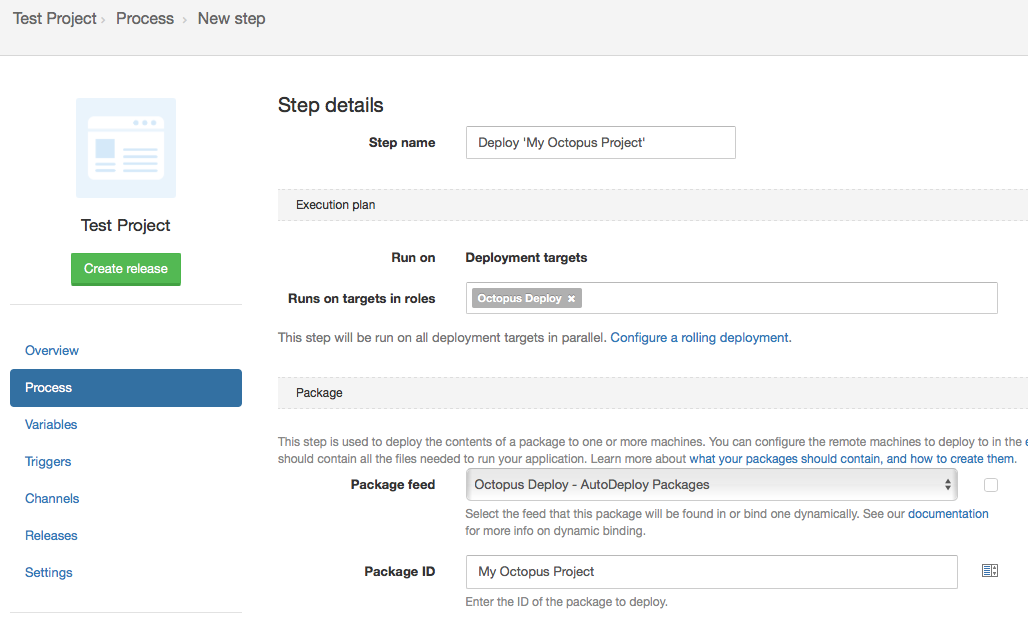 Test Project › Process › New step
Step details
Step name Deploy 'My Octopus Project'
Test Project
Create release
Execution plan
Run on Deployment targets
Runs on targets in roles Octopus Deploy ×
This step will be run on all deployment targets in parallel. Configure a rolling deployment.
Overview
Process
Variables
Triggers
Channels
Releases
Settings
Package
This step is used to deploy the contents of a package to one or more machines. You can configure the remote machines to deploy to in the
should contain all the files needed to run your application. Learn more about what your packages should contain, and how to create them.
Package feed Octopus Deploy - AutoDeploy Packages
Select the feed that this package will be found in or bind one dynamically. See our documentation
for more info on dynamic binding.
Package ID My Octopus Project
Enter the ID of the package to deploy.